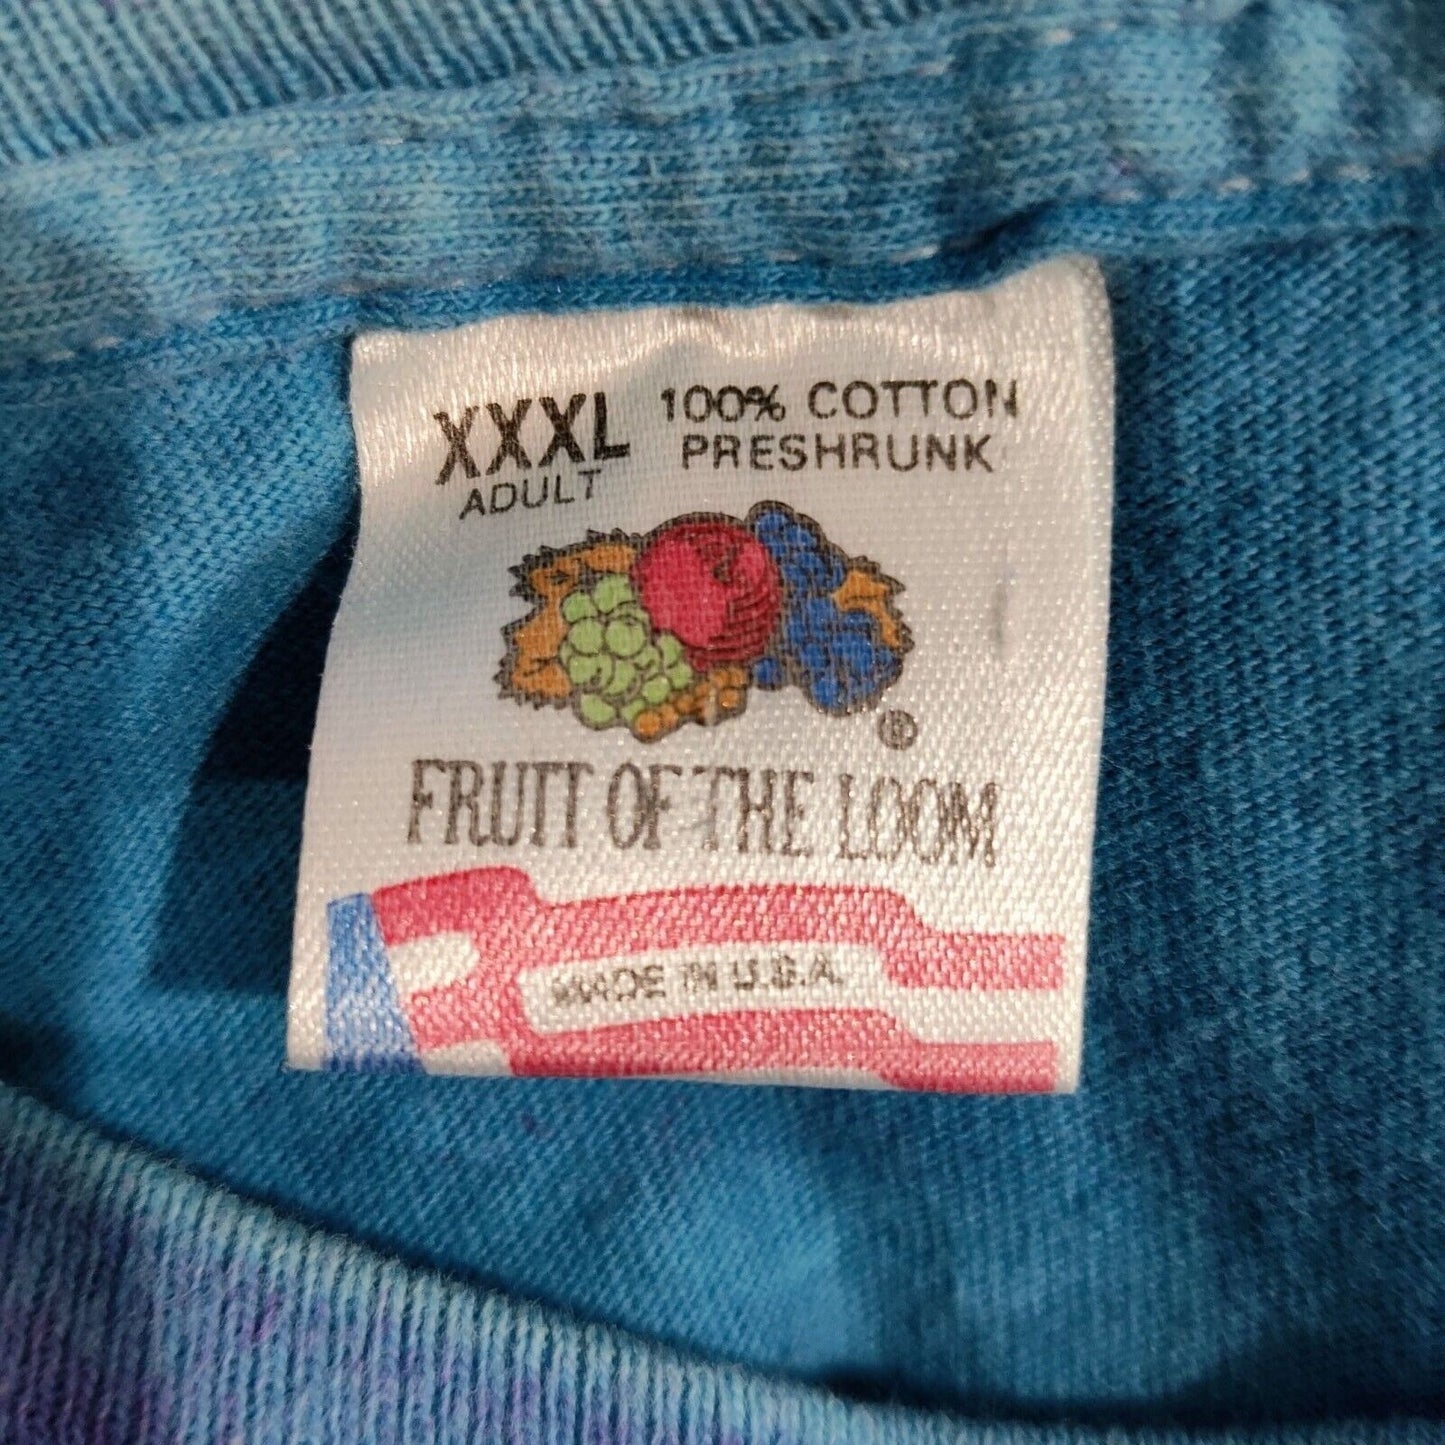 XXXL 100% COTTON
ADULT PRESHRUNK
®
FRUIT OF THE LOOM
MADE IN U.S.A.